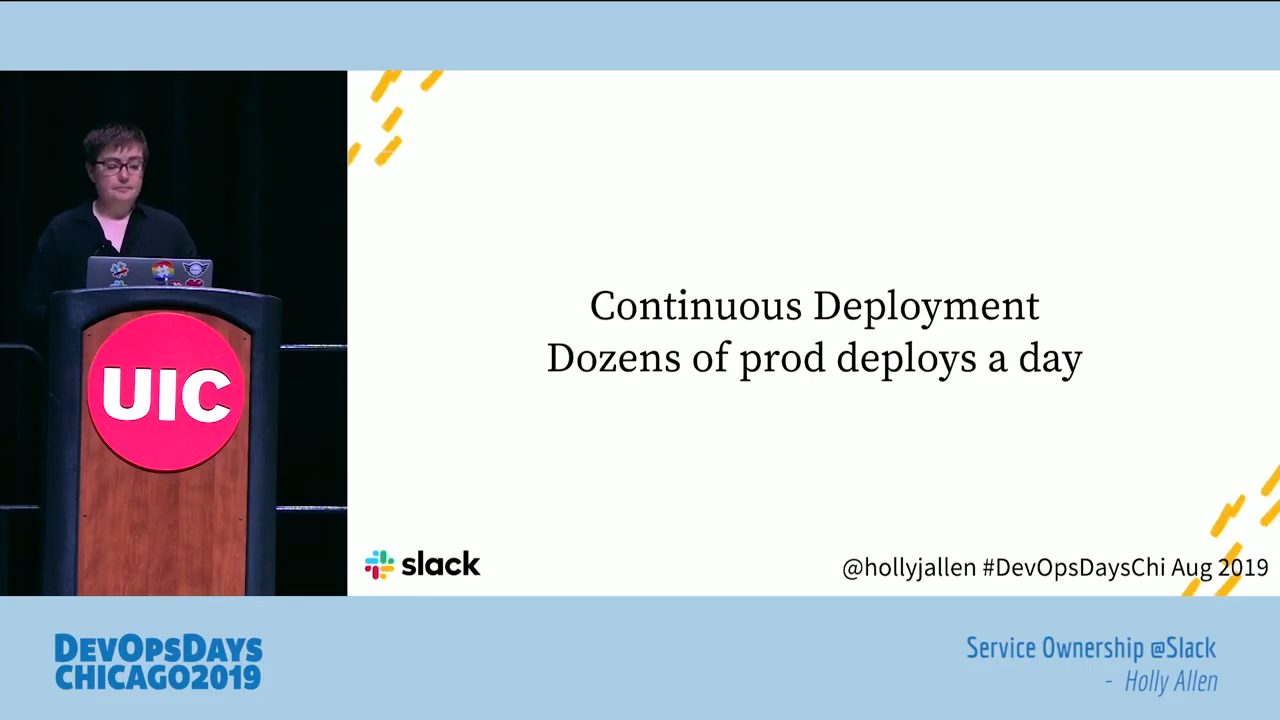 Continuous Deployment
Dozens of prod deploys a day
UIC
slack
@hollyjallen #DevOpsDaysChi Aug 2019
DEVOPSDAYS
CHICAGO2019
Service Ownership @Slack
- Holly Allen